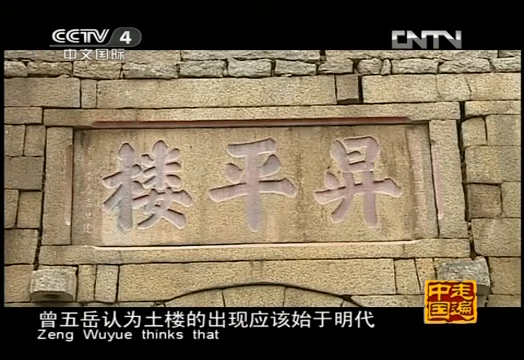 CCTV 4
中文国际
CNTV
昇平楼
走遍
中国
曾五岳认为土楼的出现应该始于明代
Zeng Wuyue thinks that